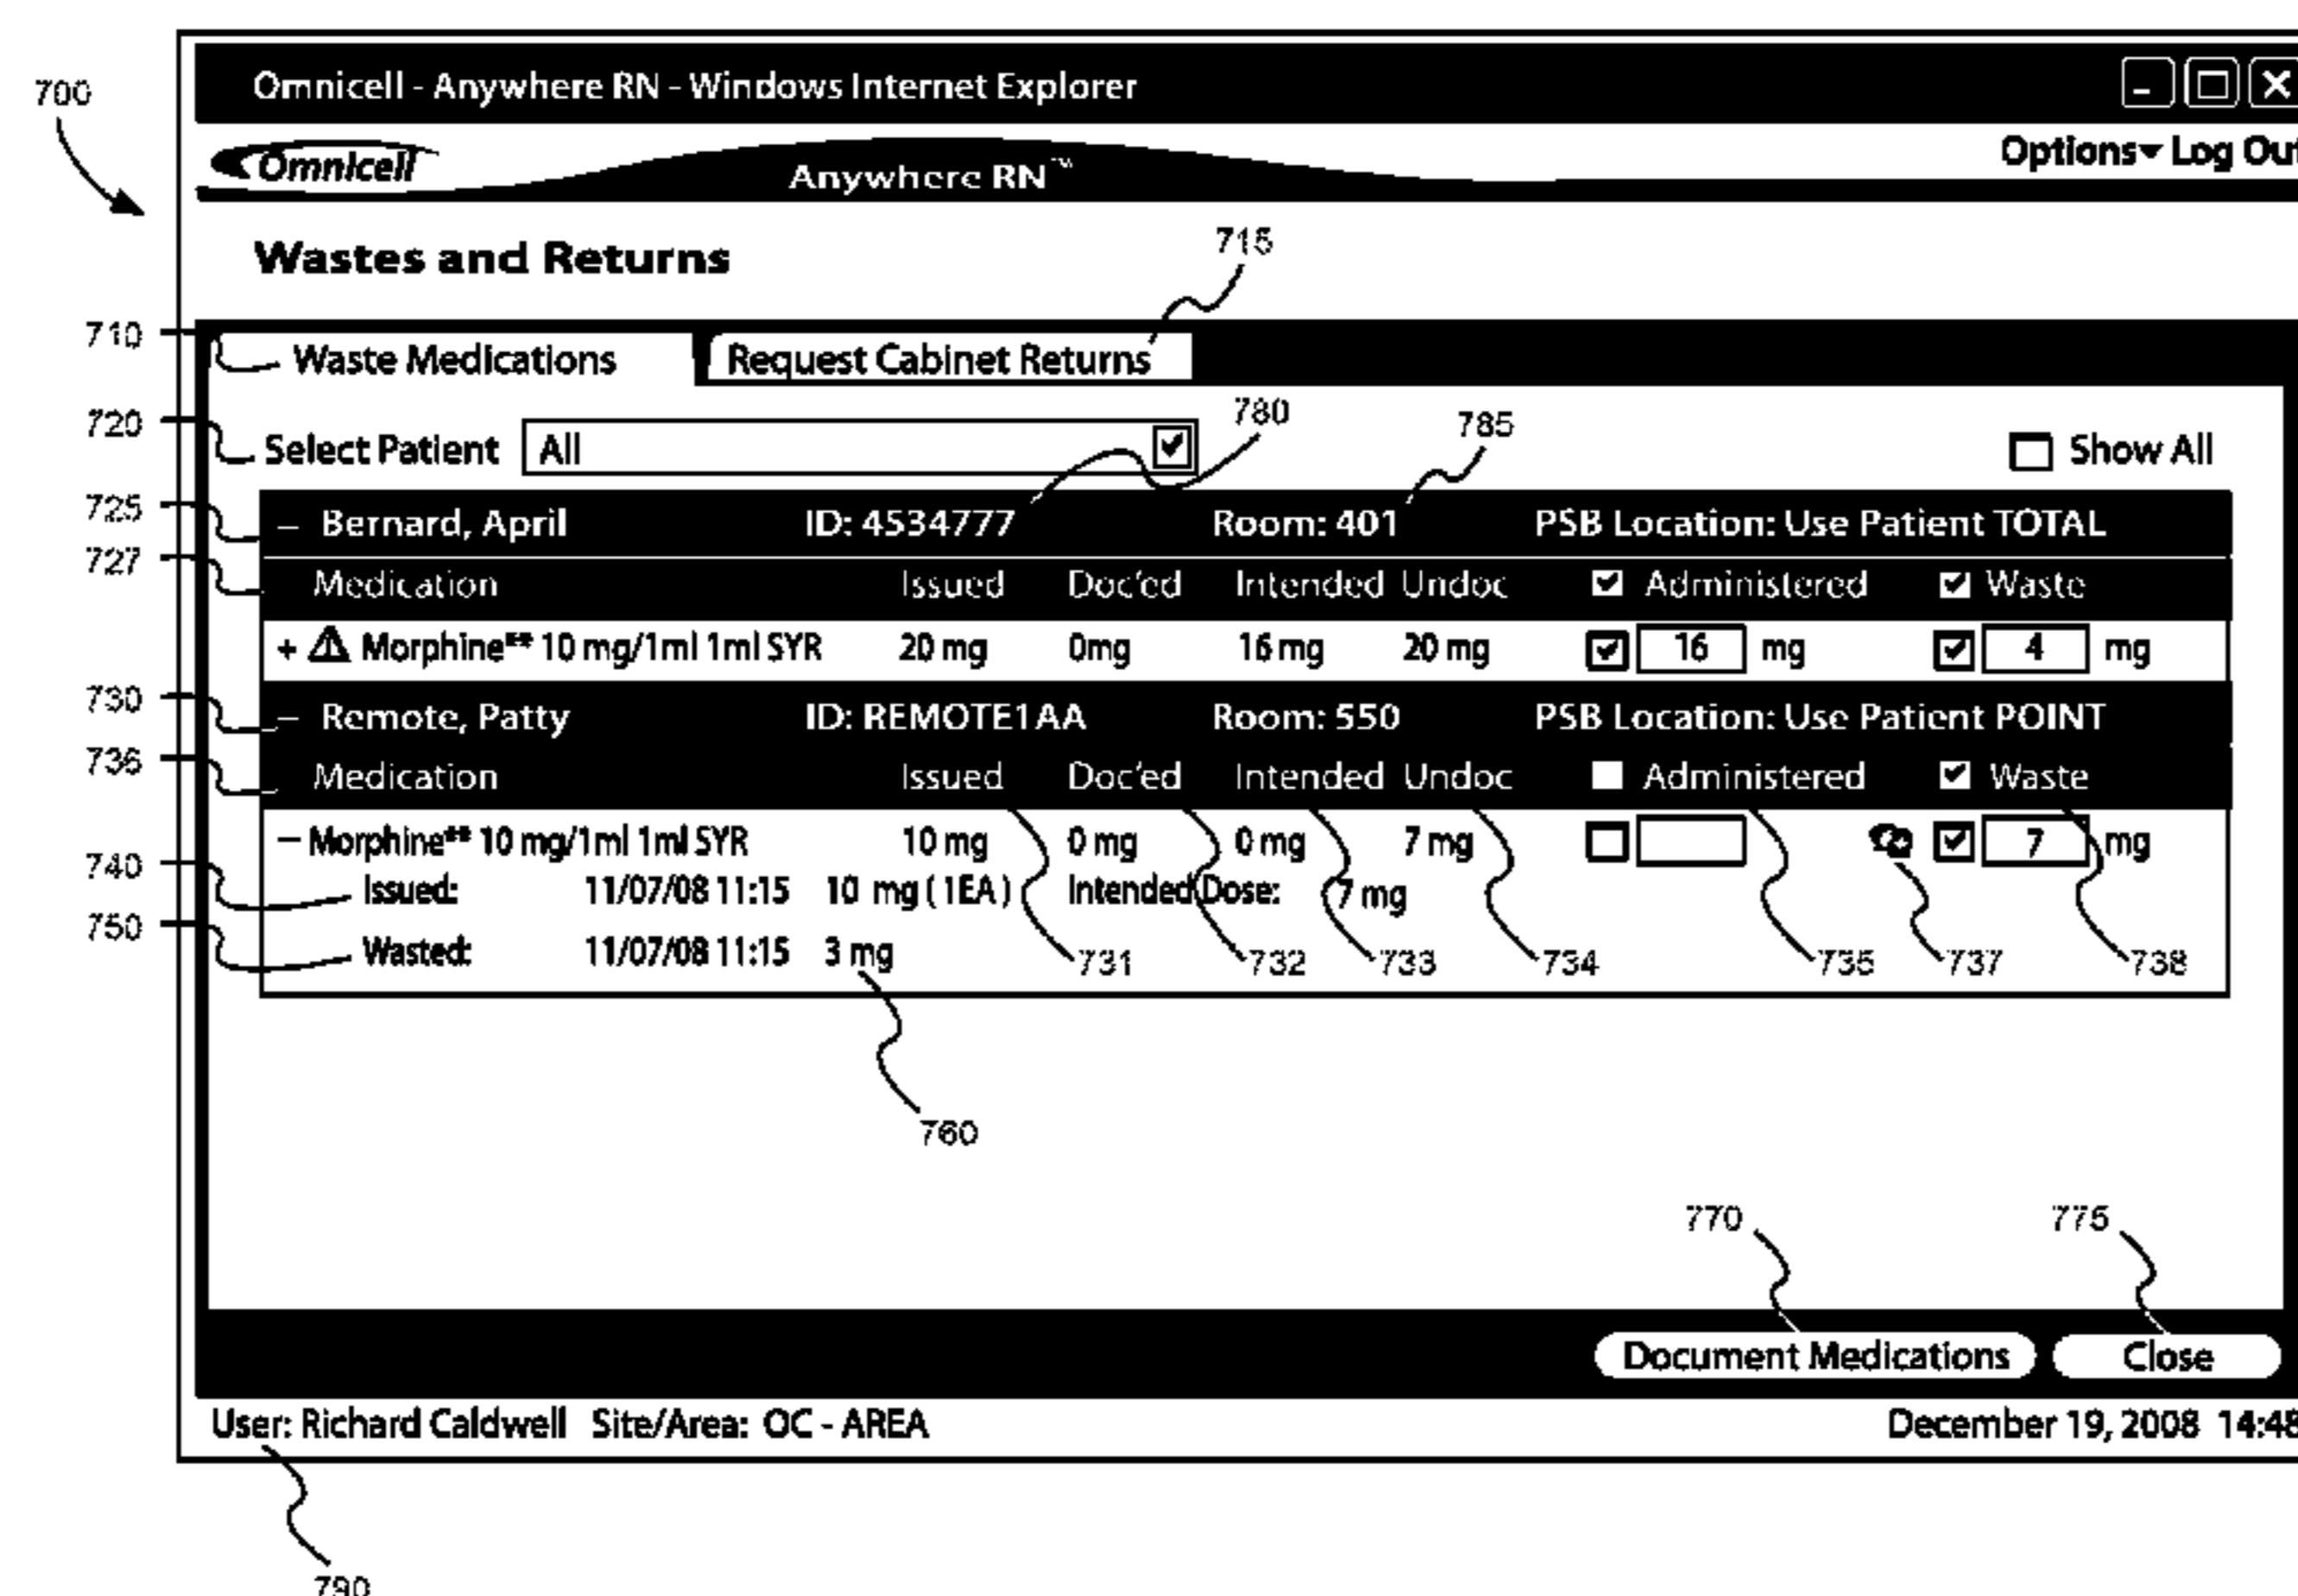 700
Omnicell - Anywhere RN - Windows Internet Explorer
Omnicell
Anywhere RN™
Options Log Out
Wastes and Returns
715
710
Waste Medications Request Cabinet Returns
720
Select Patient All 780 785 Show All
725
– Bernard, April ID: 4534777 Room: 401 PSB Location: Use Patient TOTAL
727
Medication Issued Doc'ed Intended Undoc Administered Waste
+ Morphine** 10 mg/1ml 1ml SYR 20 mg 0mg 16 mg 20 mg 16 mg 4 mg
730
– Remote, Patty ID: REMOTE1AA Room: 550 PSB Location: Use Patient POINT
736
Medication Issued Doc'ed Intended Undoc Administered Waste
– Morphine** 10 mg/1ml 1ml SYR 10 mg 0 mg 0 mg 7 mg 7 mg
740
Issued: 11/07/08 11:15 10 mg ( 1EA ) Intended Dose: 7 mg
750
Wasted: 11/07/08 11:15 3 mg
731 732 733 734 735 737 738
760
770 775
Document Medications Close
User: Richard Caldwell Site/Area: OC - AREA December 19, 2008 14:48
790